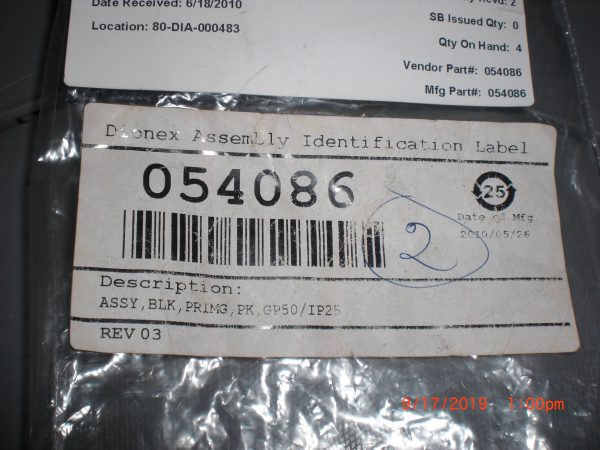 Date Received: 6/18/2010
Location: 80-DIA-000483
Rcvd: 2
SB Issued Qty: 0
Qty On Hand: 4
Vendor Part#: 054086
Mfg Part#: 054086
Dionex Assembly Identification Label
054086
25
Date of Mfg
2010/05/26
2
Description:
ASSY,BLK,PRIMG,PK,GP50/IP25
REV 03
9/17/2019 1:00pm